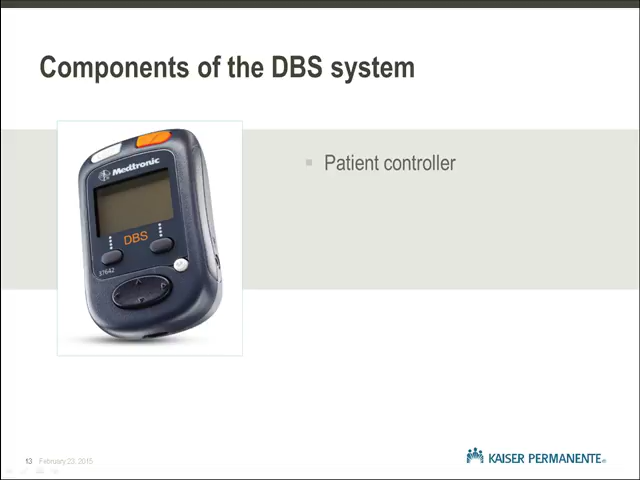 Components of the DBS system
Medtronic
DBS
37642
Patient controller
13 February 23, 2015
KAISER PERMANENTE®